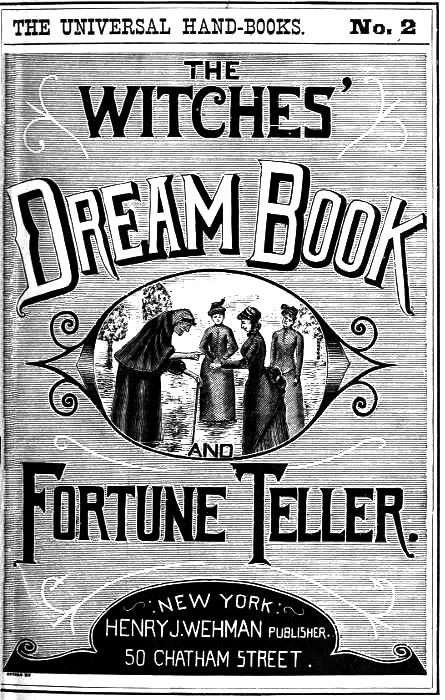 THE UNIVERSAL HAND-BOOKS. No. 2
THE
WITCHES'
DREAM BOOK
AND
FORTUNE TELLER.
NEW YORK:
HENRY J. WEHMAN PUBLISHER.
50 CHATHAM STREET.